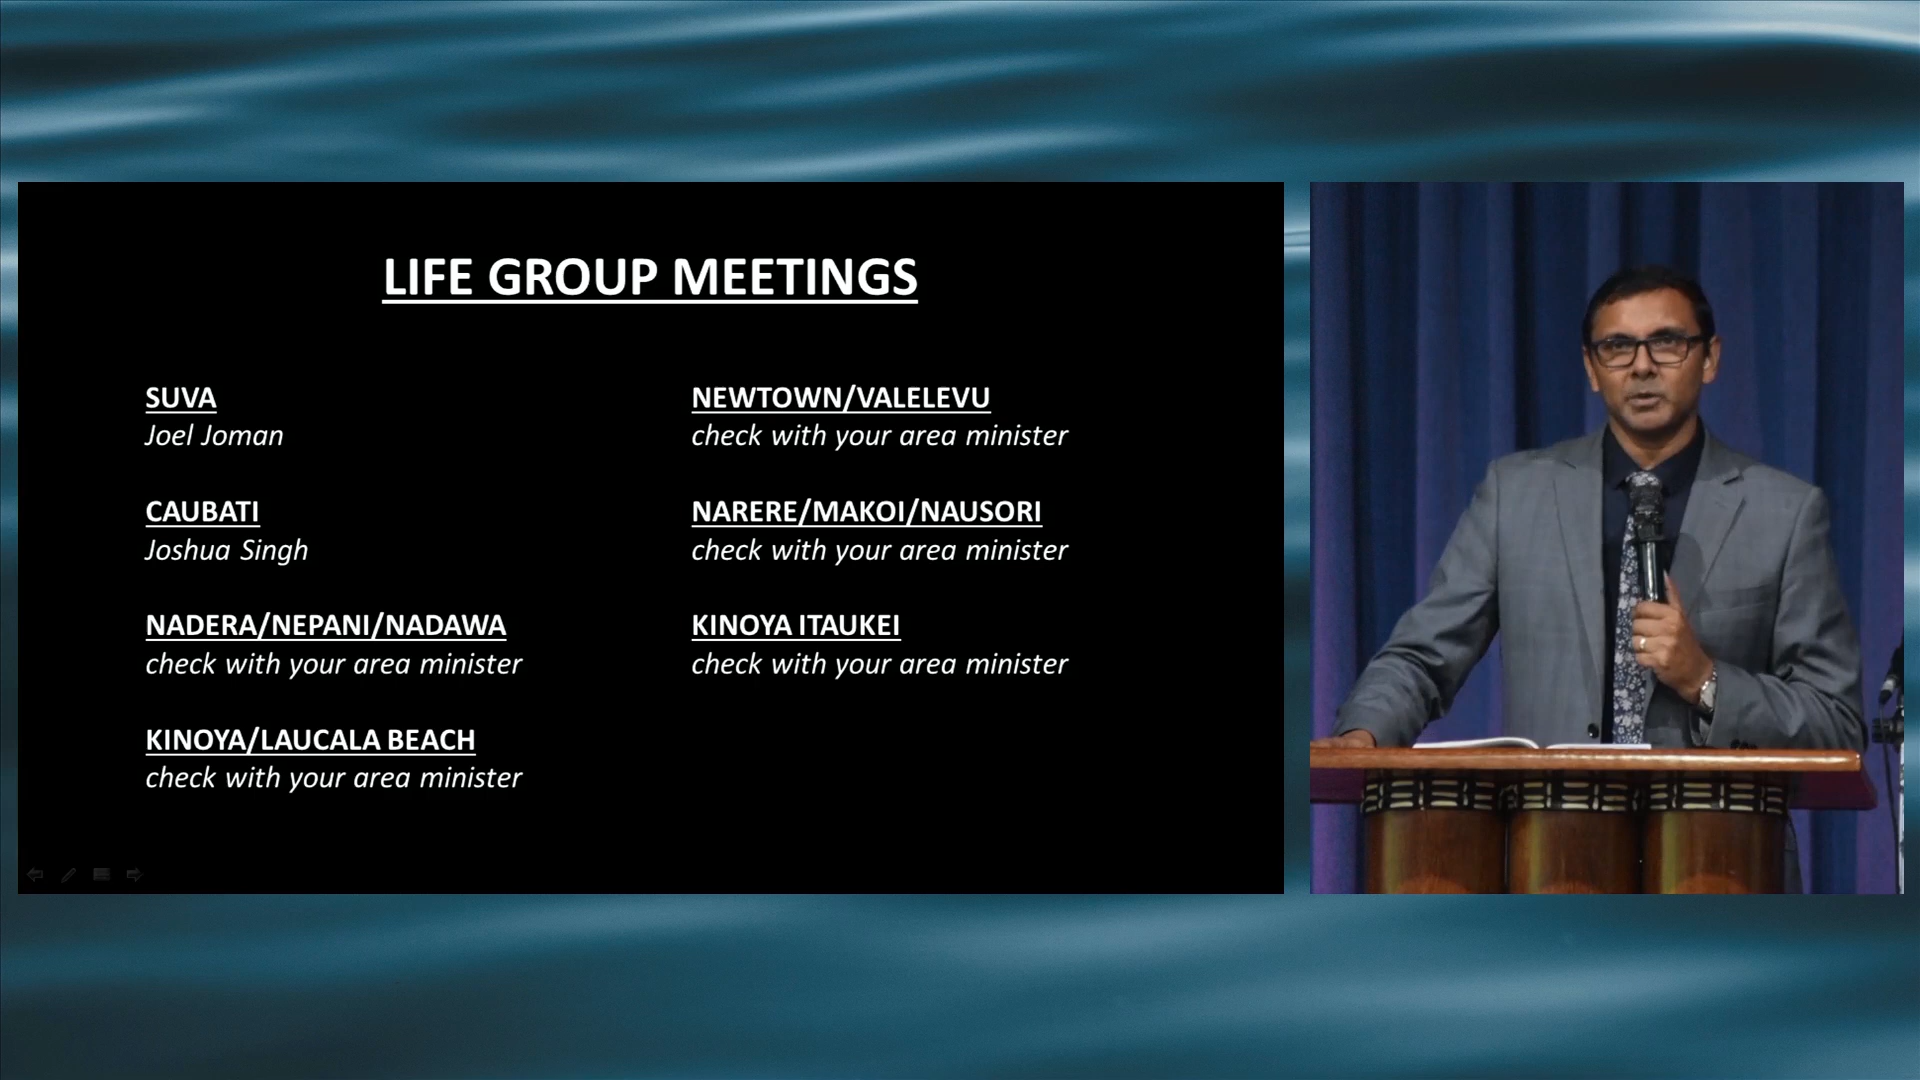 LIFE GROUP MEETINGS
SUVA
Joel Joman
CAUBATI
Joshua Singh
NADERA/NEPANI/NADAWA
check with your area minister
KINOYA/LAUCALA BEACH
check with your area minister
NEWTOWN/VALELEVU
check with your area minister
NARERE/MAKOI/NAUSORI
check with your area minister
KINOYA ITAUKEI
check with your area minister